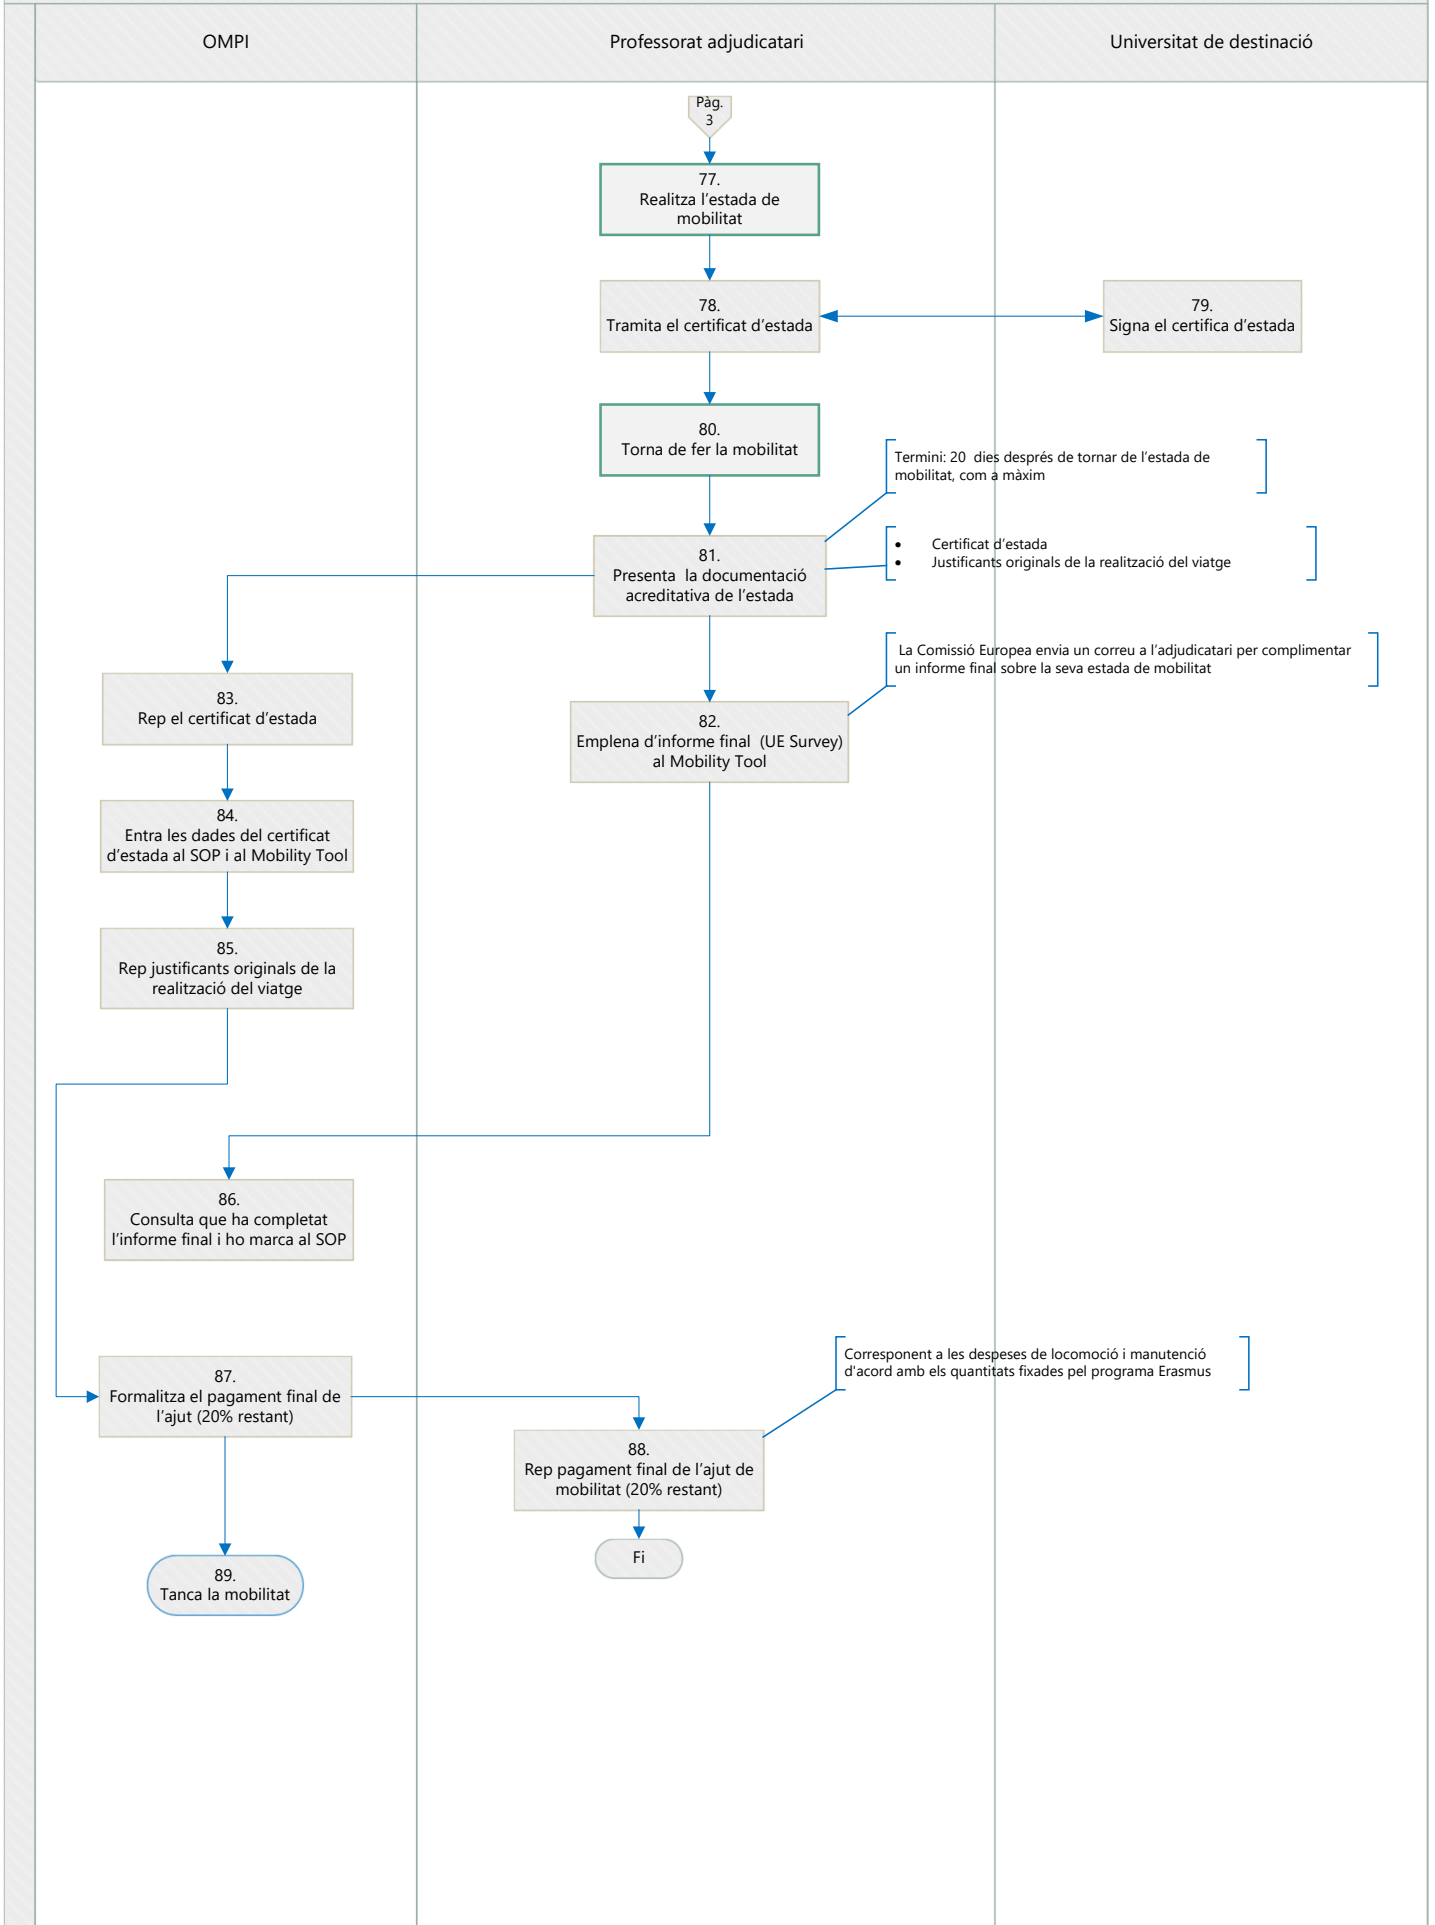 OMPI
Professorat adjudicatari
Universitat de destinació
Pàg.
3
77.
Realitza l’estada de
mobilitat
78.
Tramita el certificat d’estada
79.
Signa el certifica d’estada
80.
Torna de fer la mobilitat
Termini: 20  dies després de tornar de l’estada de
mobilitat, com a màxim
81.
Presenta  la documentació
acreditativa de l’estada
• Certificat d’estada
• Justificants originals de la realització del viatge
La Comissió Europea envia un correu a l’adjudicatari per complimentar
un informe final sobre la seva estada de mobilitat
83.
Rep el certificat d’estada
82.
Emplena d’informe final  (UE Survey)
al Mobility Tool
84.
Entra les dades del certificat
d’estada al SOP i al Mobility Tool
85.
Rep justificants originals de la
realització del viatge
86.
Consulta que ha completat
l’informe final i ho marca al SOP
Corresponent a les despeses de locomoció i manutenció
d'acord amb els quantitats fixades pel programa Erasmus
87.
Formalitza el pagament final de
l’ajut (20% restant)
88.
Rep pagament final de l’ajut de
mobilitat (20% restant)
Fi
89.
Tanca la mobilitat